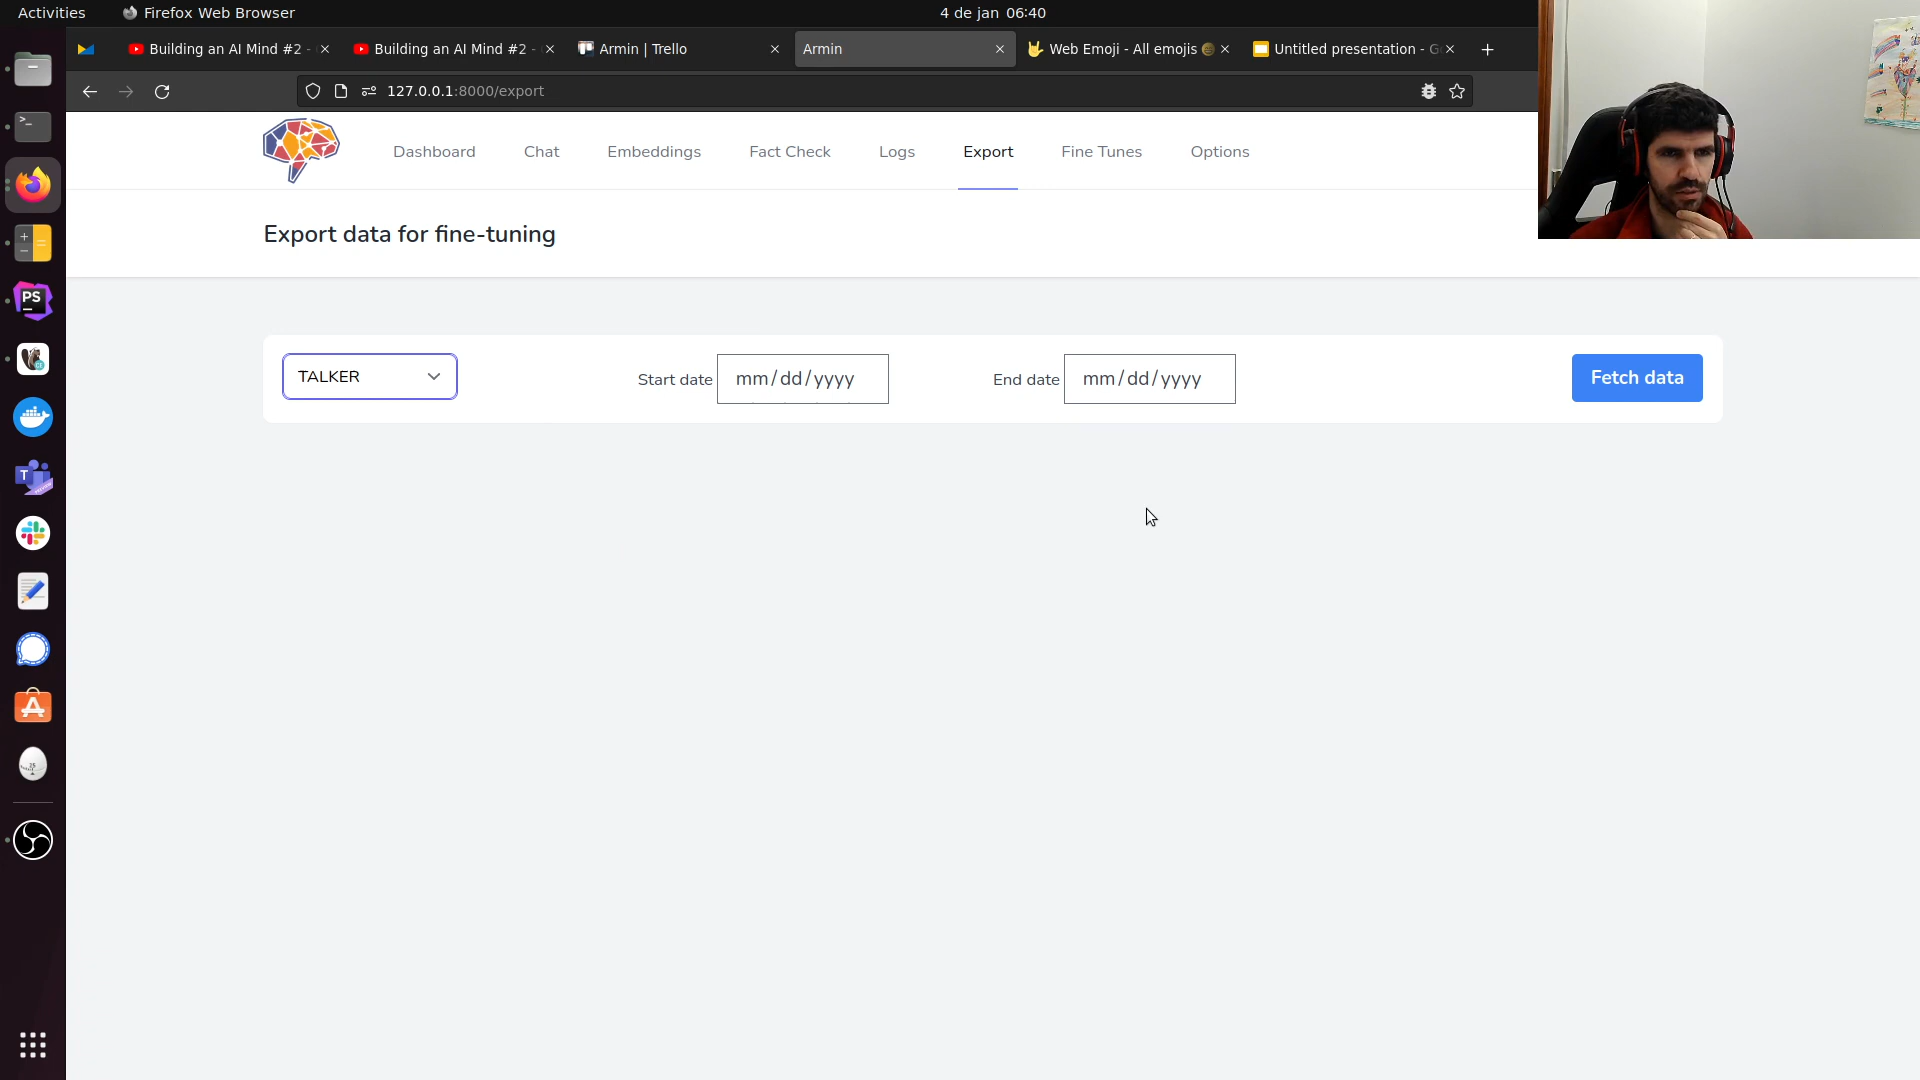 Activities
Firefox Web Browser
4 de jan 06:40
Building an AI Mind #2 -
Building an AI Mind #2 -
Armin | Trello
Armin
Web Emoji - All emojis
Untitled presentation - G
127.0.0.1:8000/export
Dashboard
Chat
Embeddings
Fact Check
Logs
Export
Fine Tunes
Options
Export data for fine-tuning
TALKER
Start date
mm/dd/yyyy
End date
mm/dd/yyyy
Fetch data
PS
T